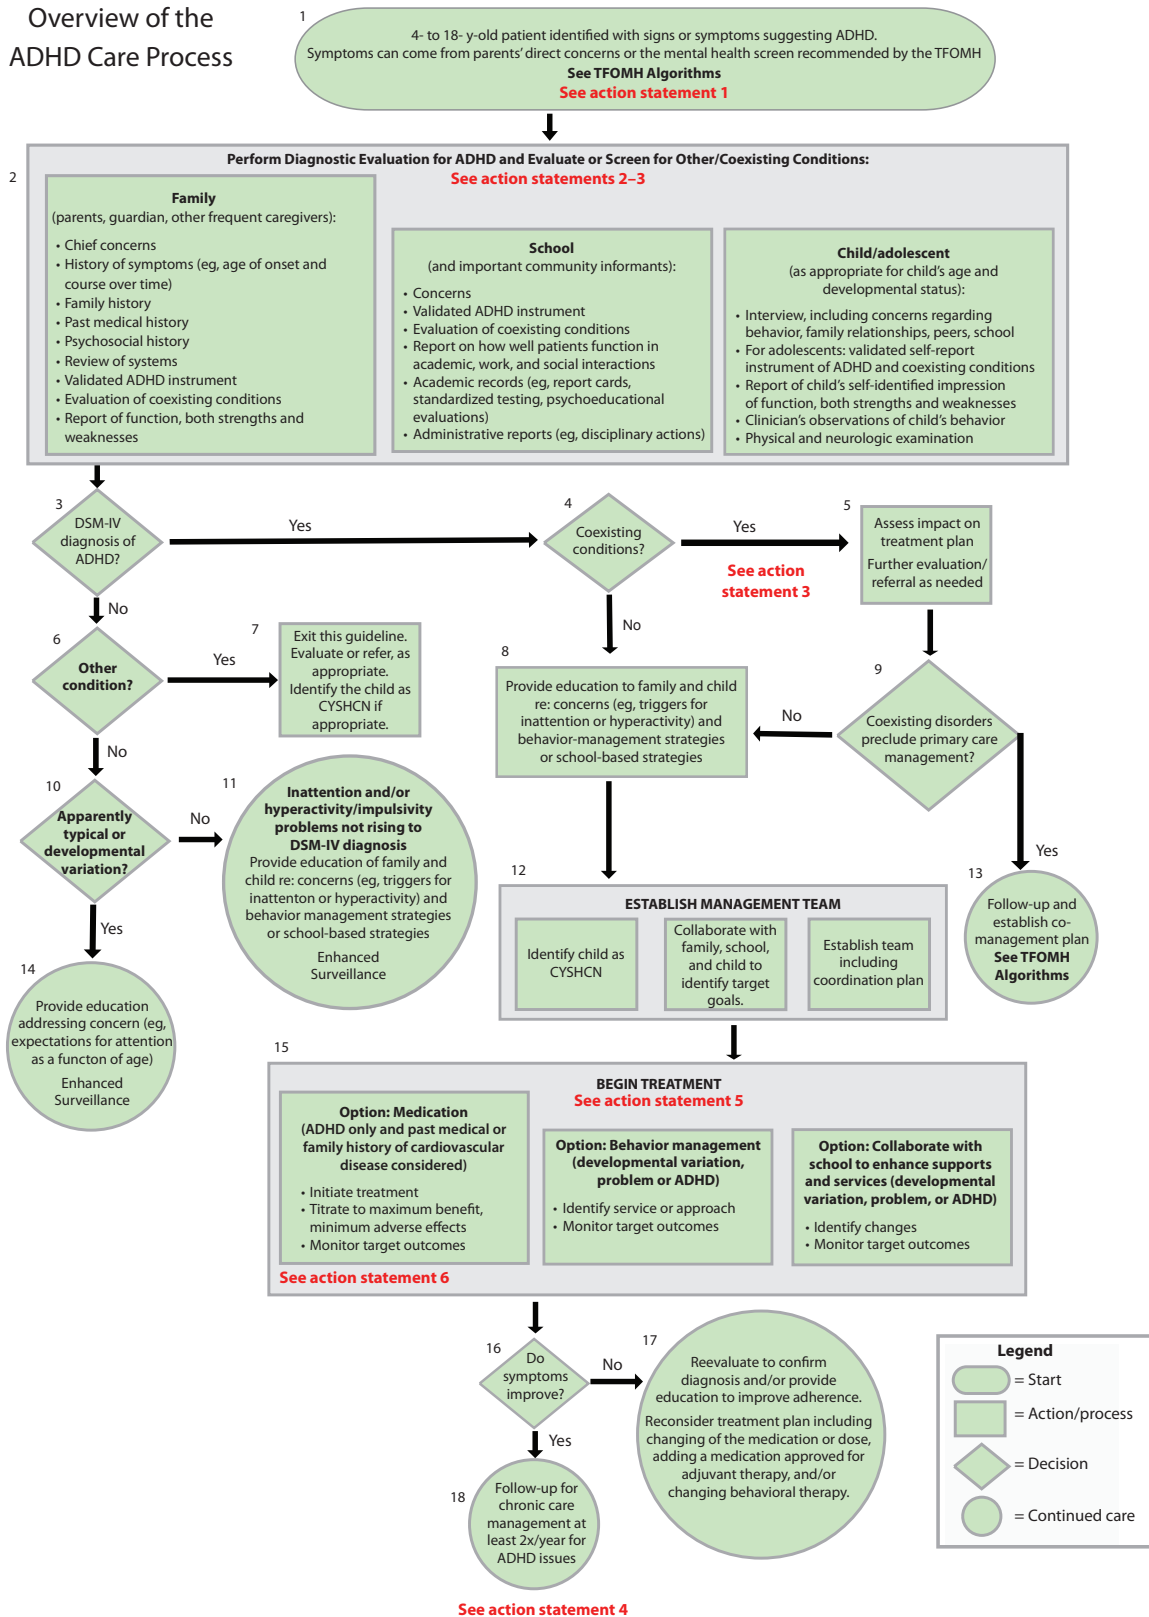 Overview of the
ADHD Care Process
1
4- to 18- y-old patient identified with signs or symptoms suggesting ADHD.
Symptoms can come from parents' direct concerns or the mental health screen recommended by the TFOMH
See TFOMH Algorithms
See action statement 1
2
Perform Diagnostic Evaluation for ADHD and Evaluate or Screen for Other/Coexisting Conditions:
See action statements 2–3
Family
(parents, guardian, other frequent caregivers):
• Chief concerns
• History of symptoms (eg, age of onset and
course over time)
• Family history
• Past medical history
• Psychosocial history
• Review of systems
• Validated ADHD instrument
• Evaluation of coexisting conditions
• Report of function, both strengths and
weaknesses
School
(and important community informants):
• Concerns
• Validated ADHD instrument
• Evaluation of coexisting conditions
• Report on how well patients function in
academic, work, and social interactions
• Academic records (eg, report cards,
standardized testing, psychoeducational
evaluations)
• Administrative reports (eg, disciplinary actions)
Child/adolescent
(as appropriate for child's age and
developmental status):
• Interview, including concerns regarding
behavior, family relationships, peers, school
• For adolescents: validated self-report
instrument of ADHD and coexisting conditions
• Report of child's self-identified impression
of function, both strengths and weaknesses
• Clinician's observations of child's behavior
• Physical and neurologic examination
3
DSM-IV
diagnosis of
ADHD?
Yes
No
4
Coexisting
conditions?
Yes
See action
statement 3
No
5
Assess impact on
treatment plan
Further evaluation/
referral as needed
6
Other
condition?
Yes
No
7
Exit this guideline.
Evaluate or refer, as
appropriate.
Identify the child as
CYSHCN if
appropriate.
8
Provide education to family and child
re: concerns (eg, triggers for
inattention or hyperactivity) and
behavior-management strategies
or school-based strategies
9
Coexisting disorders
preclude primary care
management?
No
Yes
10
Apparently
typical or
developmental
variation?
No
Yes
11
Inattention and/or
hyperactivity/impulsivity
problems not rising to
DSM-IV diagnosis
Provide education of family and
child re: concerns (eg, triggers for
inattenton or hyperactivity) and
behavior management strategies
or school-based strategies
Enhanced
Surveillance
12
ESTABLISH MANAGEMENT TEAM
Identify child as
CYSHCN
Collaborate with
family, school,
and child to
identify target
goals.
Establish team
including
coordination plan
13
Follow-up and
establish co-
management plan
See TFOMH
Algorithms
14
Provide education
addressing concern (eg,
expectations for attention
as a functon of age)
Enhanced
Surveillance
15
BEGIN TREATMENT
See action statement 5
Option: Medication
(ADHD only and past medical or
family history of cardiovascular
disease considered)
• Initiate treatment
• Titrate to maximum benefit,
minimum adverse effects
• Monitor target outcomes
See action statement 6
Option: Behavior management
(developmental variation,
problem or ADHD)
• Identify service or approach
• Monitor target outcomes
Option: Collaborate with
school to enhance supports
and services (developmental
variation, problem, or ADHD)
• Identify changes
• Monitor target outcomes
16
Do
symptoms
improve?
No
Yes
17
Reevaluate to confirm
diagnosis and/or provide
education to improve adherence.
Reconsider treatment plan including
changing of the medication or dose,
adding a medication approved for
adjuvant therapy, and/or
changing behavioral therapy.
18
Follow-up for
chronic care
management at
least 2x/year for
ADHD issues
See action statement 4
Legend
= Start
= Action/process
= Decision
= Continued care